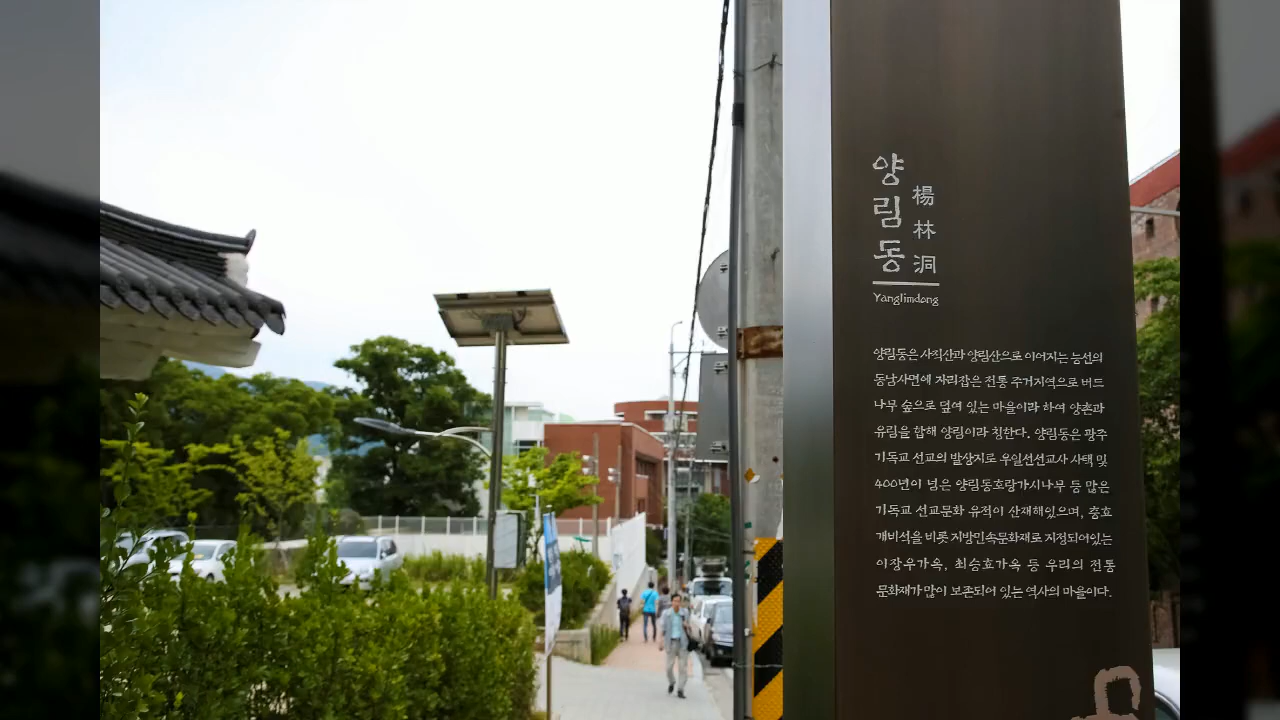 양림동
楊林洞
Yanglimdong
양림동은 사직산과 양림산으로 이어지는 능선의
동남사면에 자리잡은 전통 주거지역으로 버드
나무 숲으로 덮여 있는 마을이라 하여 양촌과
유림을 합해 양림이라 칭한다. 양림동은 광주
기독교 선교의 발상지로 우일선선교사 사택 및
400년이 넘은 양림동호랑가시나무 등 많은
기독교 선교문화 유적이 산재해있으며, 충효
개비석을 비롯 지방민속문화재로 지정되어있는
이장우가옥, 최승효가옥 등 우리의 전통
문화재가 많이 보존되어 있는 역사의 마을이다.